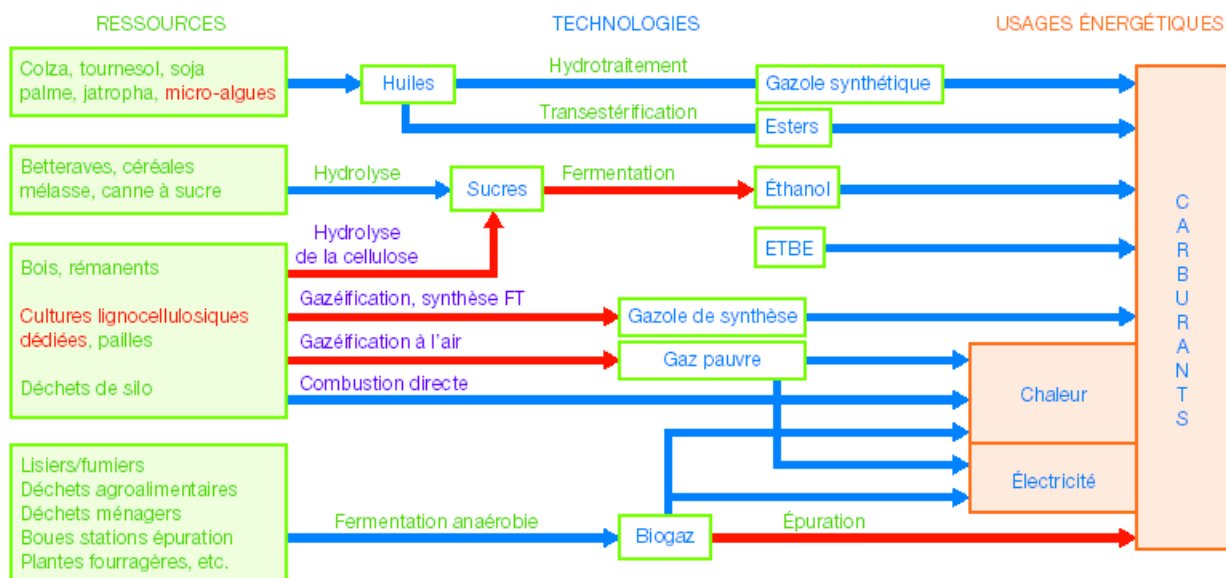 RESSOURCES
TECHNOLOGIES
USAGES ÉNERGÉTIQUES
Colza, tournesol, soja
palme, jatropha, micro-algues
Huiles
Hydrotraitement
Gazole synthétique
Transestérification
Esters
Betteraves, céréales
mélasse, canne à sucre
Hydrolyse
Sucres
Fermentation
Éthanol
ETBE
Hydrolyse
de la cellulose
Bois, rémanents
Cultures lignocellulosiques
dédiées, pailles
Déchets de silo
Gazéification, synthèse FT
Gazole de synthèse
Gazéification à l'air
Gaz pauvre
Combustion directe
Chaleur
Électricité
CARBURANTS
Lisiers/fumiers
Déchets agroalimentaires
Déchets ménagers
Boues stations épuration
Plantes fourragères, etc.
Fermentation anaérobie
Biogaz
Épuration